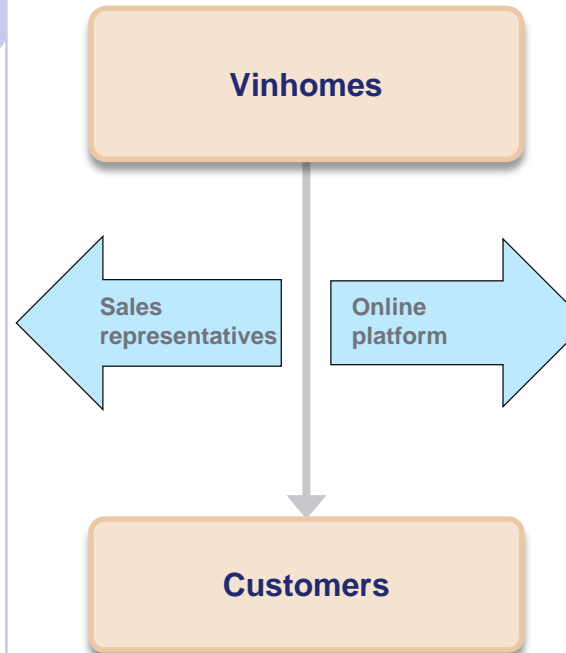 Vinhomes
Sales
representatives
Online
platform
Customers